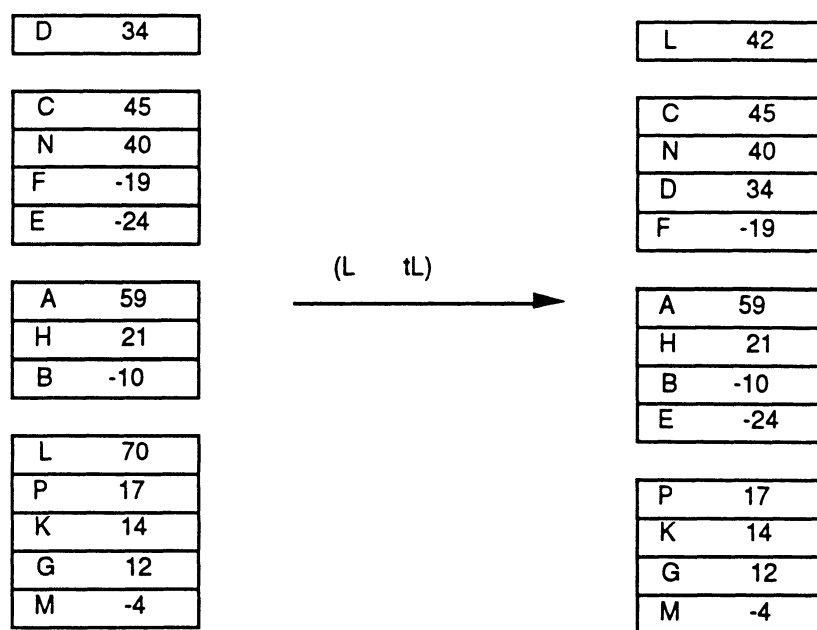 D 34
C 45
N 40
F -19
E -24
A 59
H 21
B -10
L 70
P 17
K 14
G 12
M -4
(L tL)
L 42
C 45
N 40
D 34
F -19
A 59
H 21
B -10
E -24
P 17
K 14
G 12
M -4